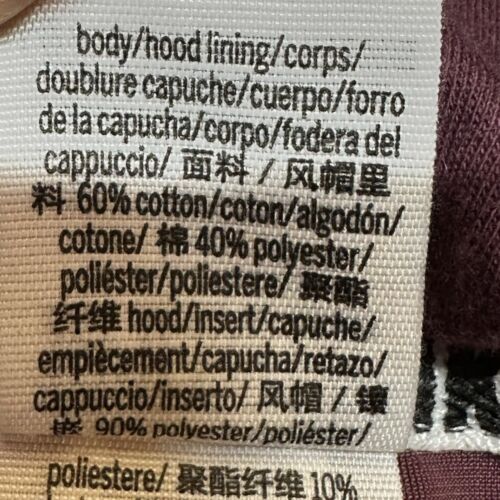 body/hood lining/corps/
doublure capuche/cuerpo/forro
de la capucha/corpo/fodera del
cappuccio/ 面料 / 风帽里
料 60% cotton/coton/algodón/
cotone/ 棉 40% polyester/
poliéster/poliestere/ 聚酯
纤维 hood/insert/capuche/
empiècement/capucha/retazo/
cappuccio/inserto/ 风帽 / 镶
嵌 90% polyester/poliéster/
poliestere/ 聚酯纤维 10%